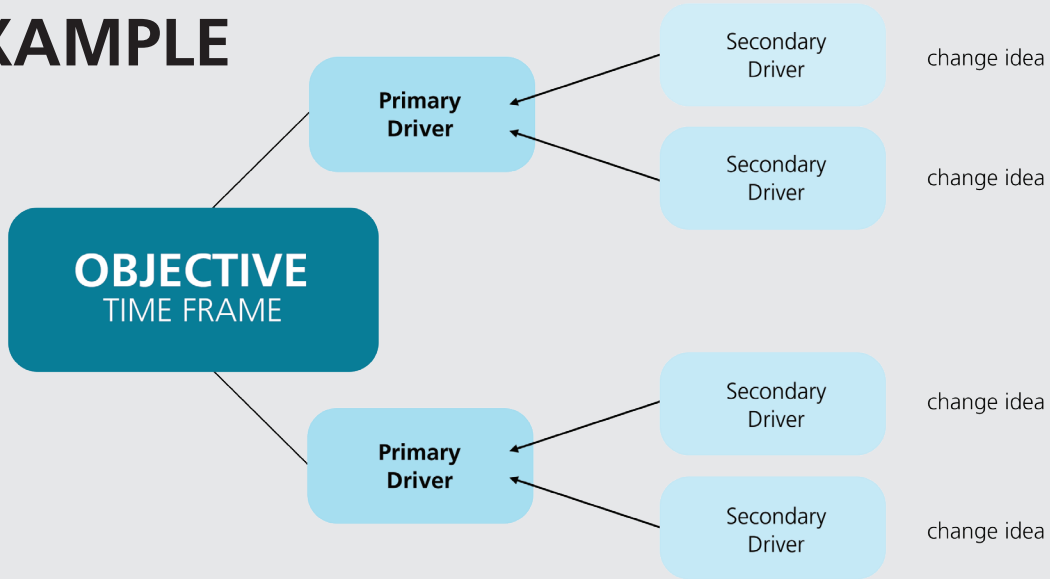 XAMPLE
Secondary
Driver
change idea
Primary
Driver
Secondary
Driver
change idea
OBJECTIVE
TIME FRAME
Secondary
Driver
change idea
Primary
Driver
Secondary
Driver
change idea